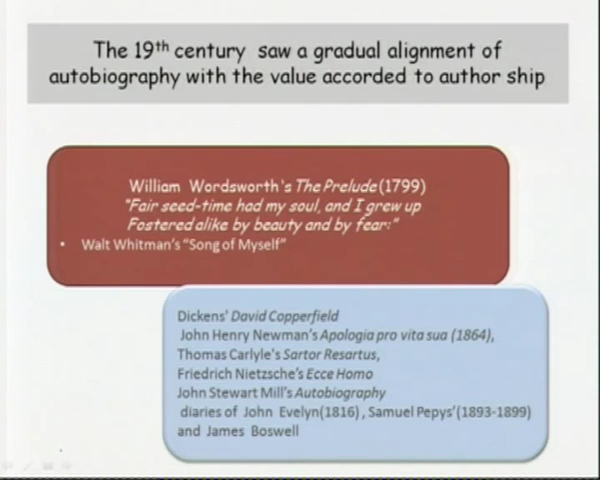 The 19th century saw a gradual alignment of
autobiography with the value accorded to author ship
William Wordsworth's The Prelude(1799)
"Fair seed-time had my soul, and I grew up
Fostered alike by beauty and by fear:"
• Walt Whitman's "Song of Myself"
Dickens' David Copperfield
John Henry Newman's Apologia pro vita sua (1864),
Thomas Carlyle's Sartor Resartus,
Friedrich Nietzsche's Ecce Homo
John Stewart Mill's Autobiography
diaries of John Evelyn(1816), Samuel Pepys'(1893-1899)
and James Boswell